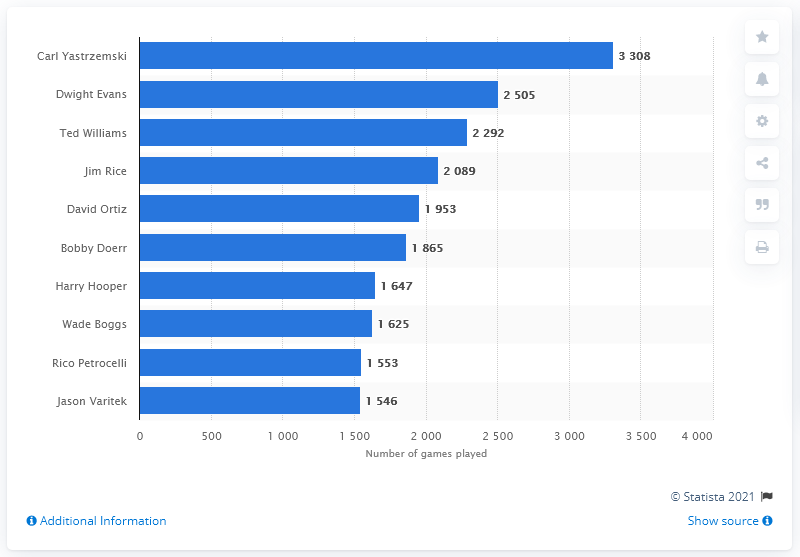 Carl Yastrzemski 3 308
Dwight Evans 2 505
Ted Williams 2 292
Jim Rice 2 089
David Ortiz 1 953
Bobby Doerr 1 865
Harry Hooper 1 647
Wade Boggs 1 625
Rico Petrocelli 1 553
Jason Varitek 1 546
0 500 1 000 1 500 2 000 2 500 3 000 3 500 4 000
Number of games played
© Statista 2021
Additional Information Show source